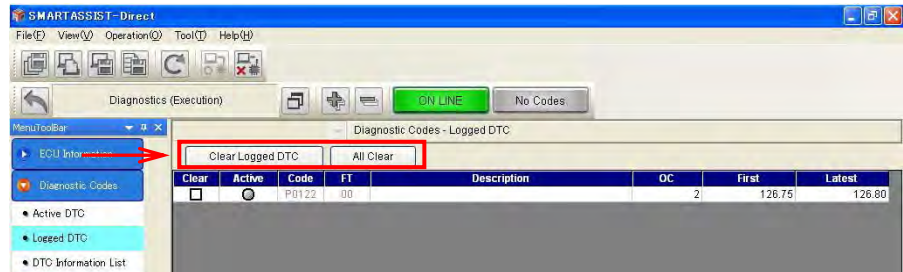 SMARTASSIST-Direct
File(F) View(V) Operation(O) Tool(T) Help(H)
Diagnostics (Execution) ON LINE No Codes
MenuToolBar
Diagnostic Codes - Logged DTC
ECU Information
Clear Logged DTC All Clear
Clear Active Code FT Description OC First Latest
P0122 00 2 126.75 126.80
Diagnostic Codes
Active DTC
Logged DTC
DTC Information List